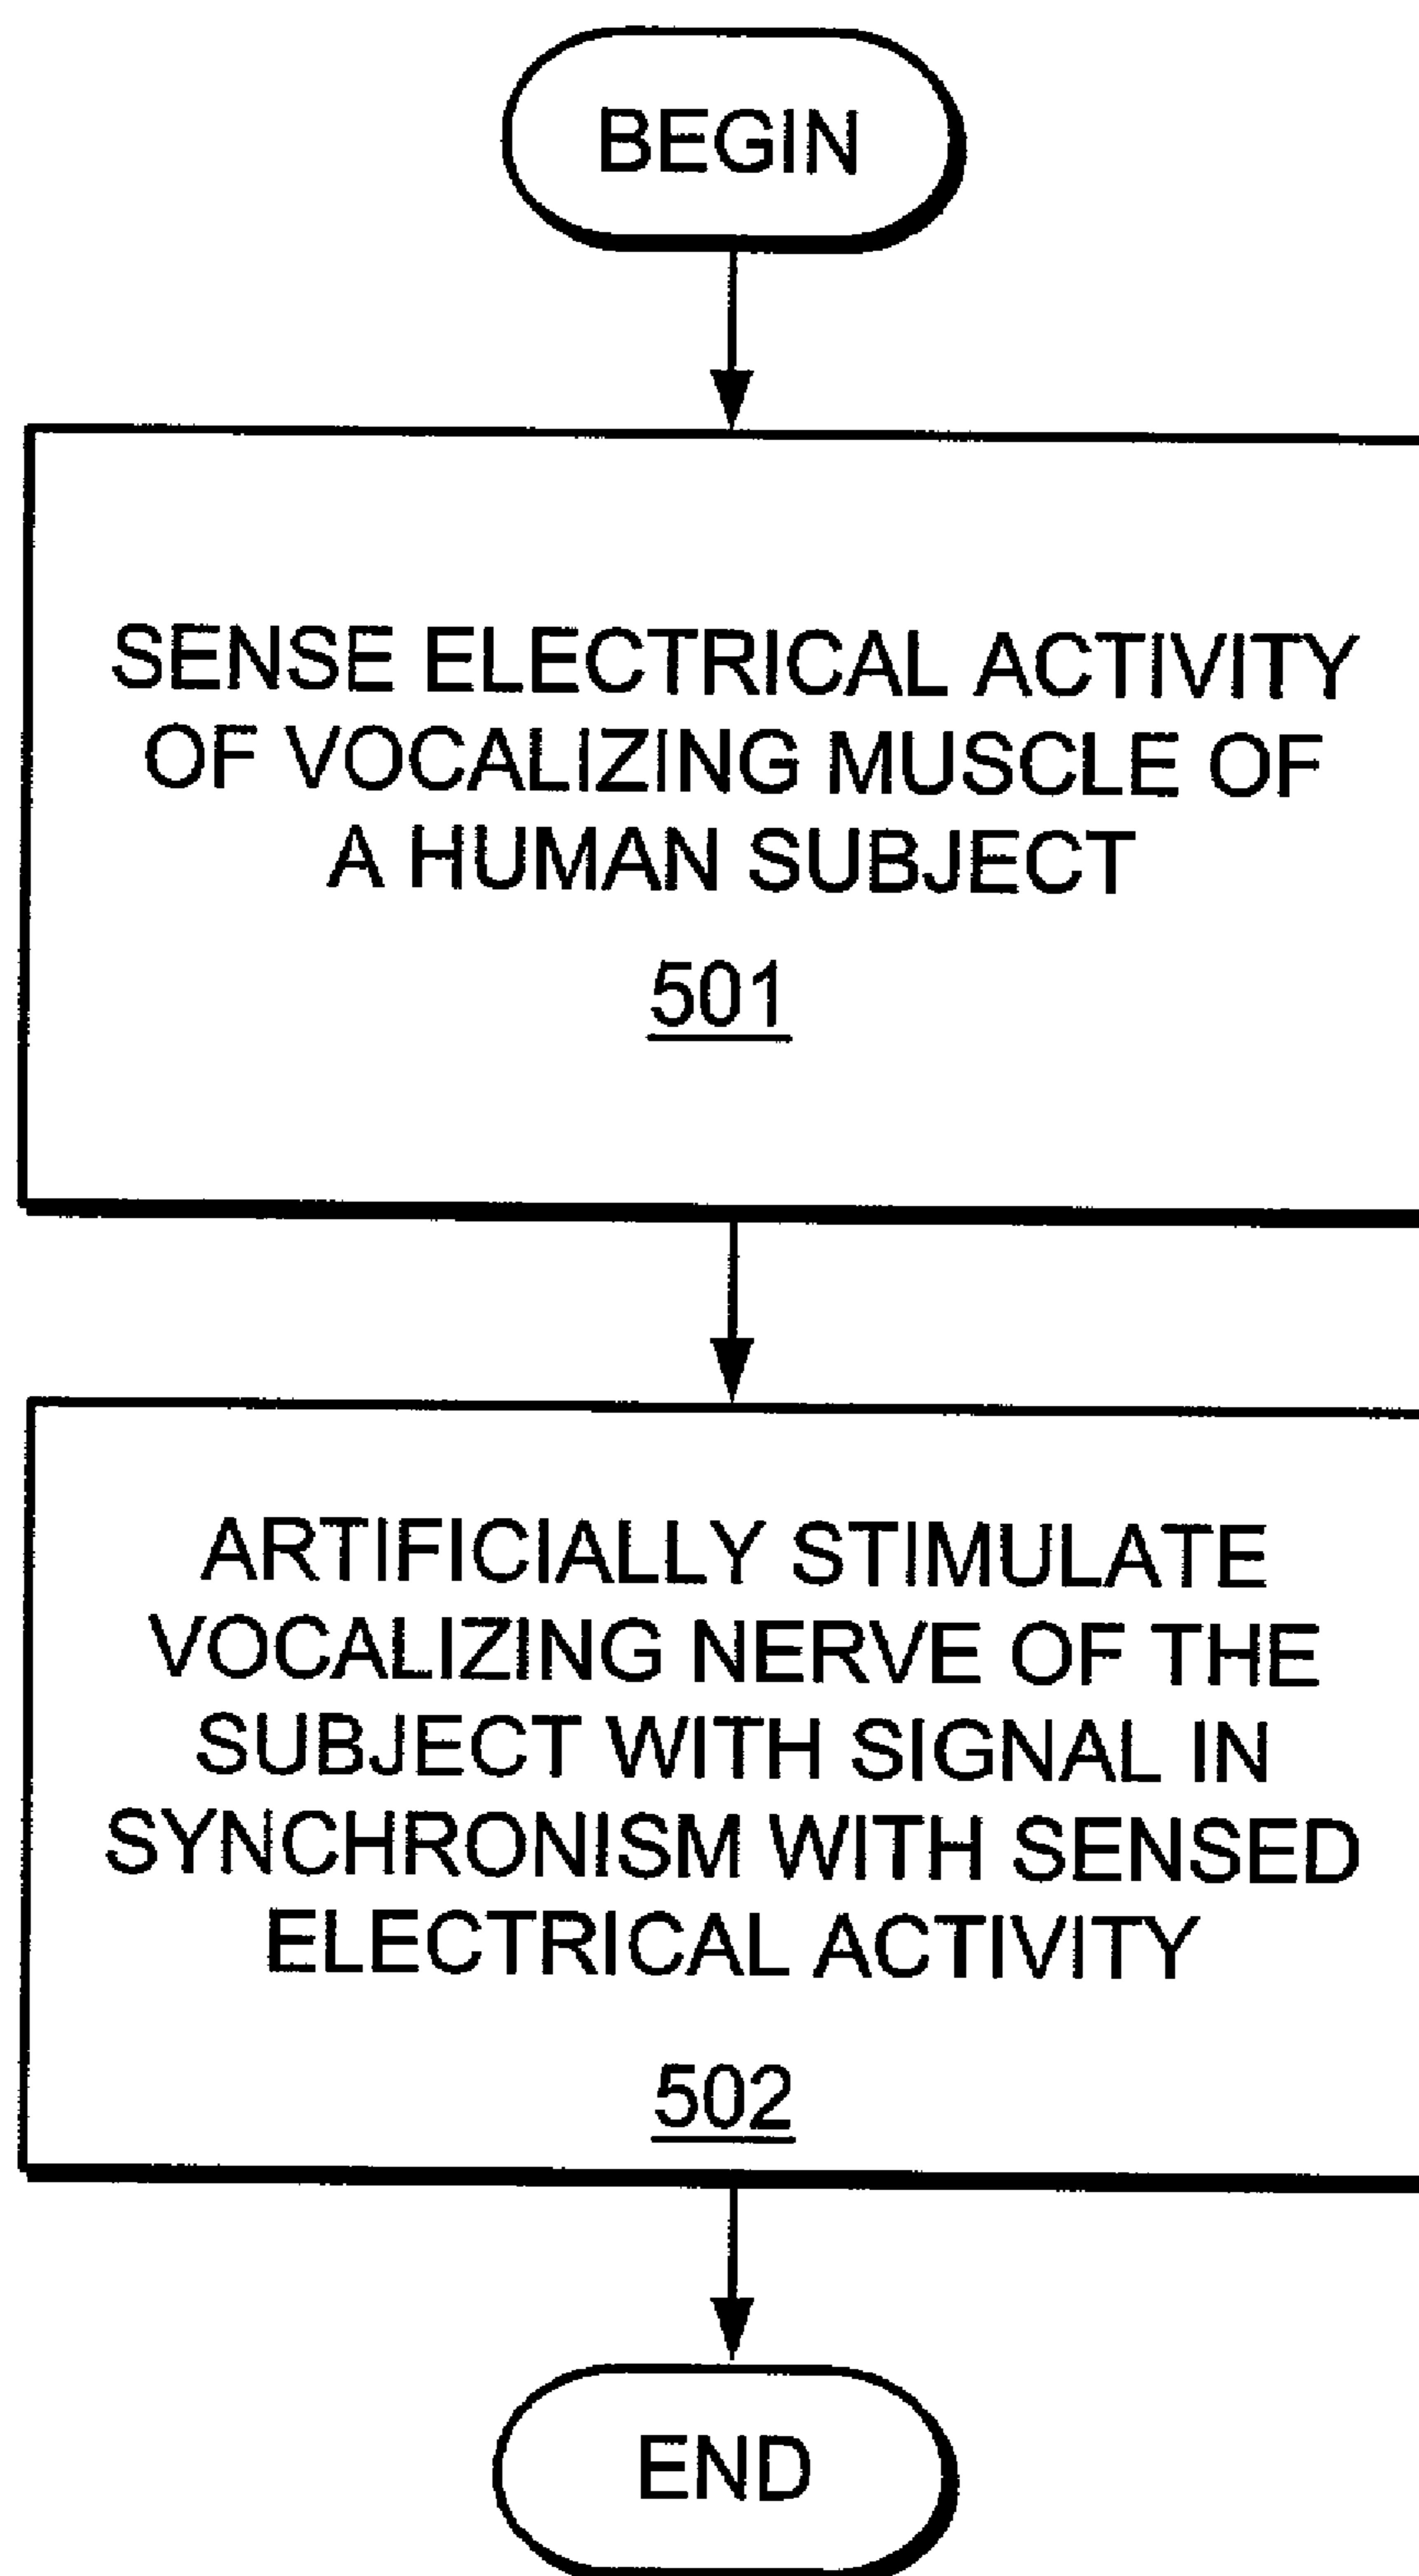 BEGIN
SENSE ELECTRICAL ACTIVITY
OF VOCALIZING MUSCLE OF
A HUMAN SUBJECT
501
ARTIFICIALLY STIMULATE
VOCALIZING NERVE OF THE
SUBJECT WITH SIGNAL IN
SYNCHRONISM WITH SENSED
ELECTRICAL ACTIVITY
502
END